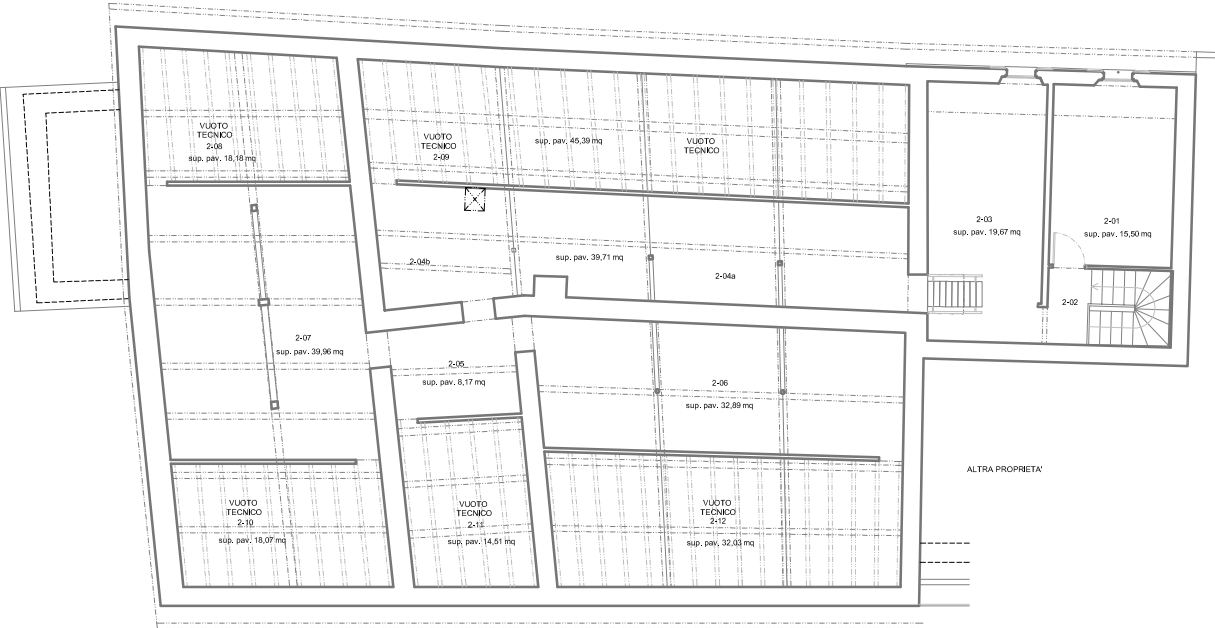 VUOTO
TECNICO
2-08
sup. pav. 18,18 mq
VUOTO
TECNICO
2-09
sup. pav. 45,39 mq
VUOTO
TECNICO
2-03
sup. pav. 19,67 mq
2-01
sup. pav. 15,50 mq
2-04b
sup. pav. 39,71 mq
2-04a
2-02
2-07
sup. pav. 39,96 mq
2-05
sup. pav. 8,17 mq
2-06
sup. pav. 32,89 mq
ALTRA PROPRIETA'
VUOTO
TECNICO
2-10
sup. pav. 18,07 mq
VUOTO
TECNICO
2-11
sup. pav. 14,51 mq
VUOTO
TECNICO
2-12
sup. pav. 32,03 mq